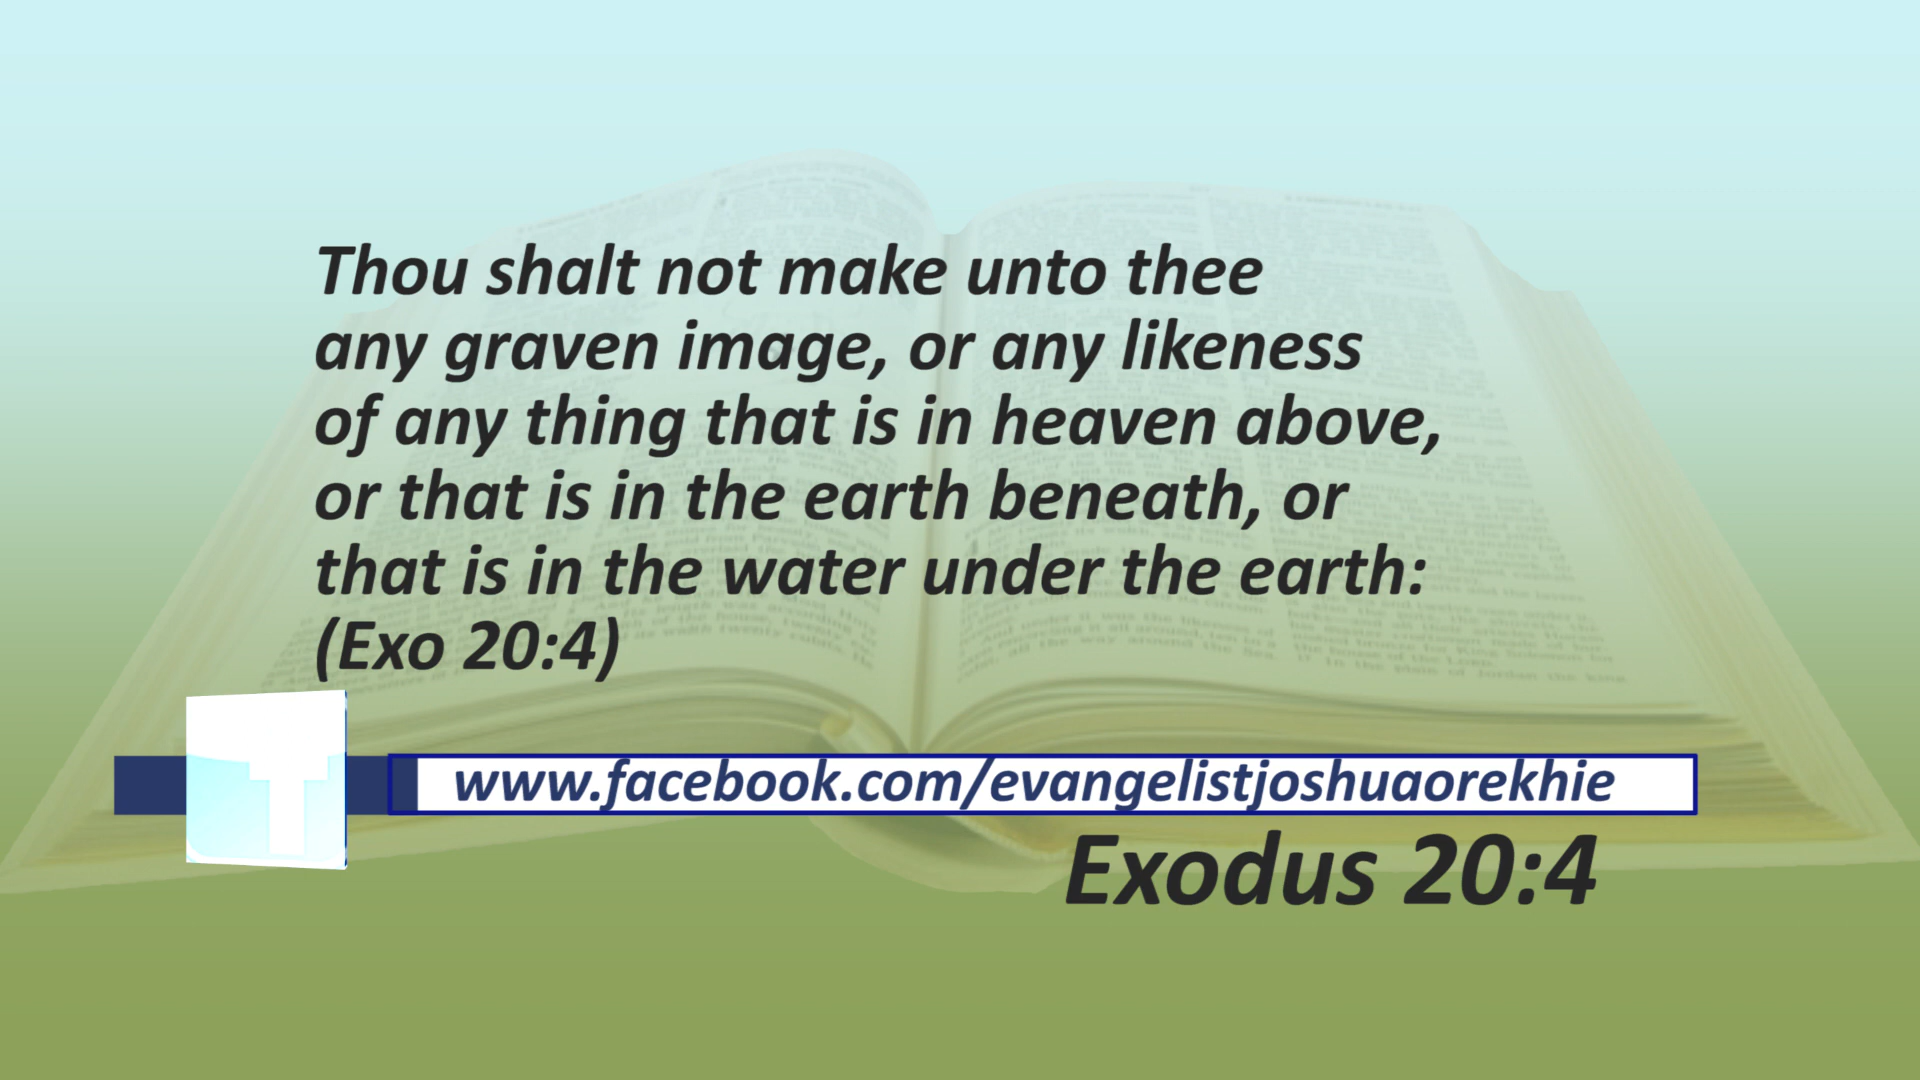 Thou shalt not make unto thee
any graven image, or any likeness
of any thing that is in heaven above,
or that is in the earth beneath, or
that is in the water under the earth:
(Exo 20:4)
www.facebook.com/evangelistjoshuaorekhie
Exodus 20:4